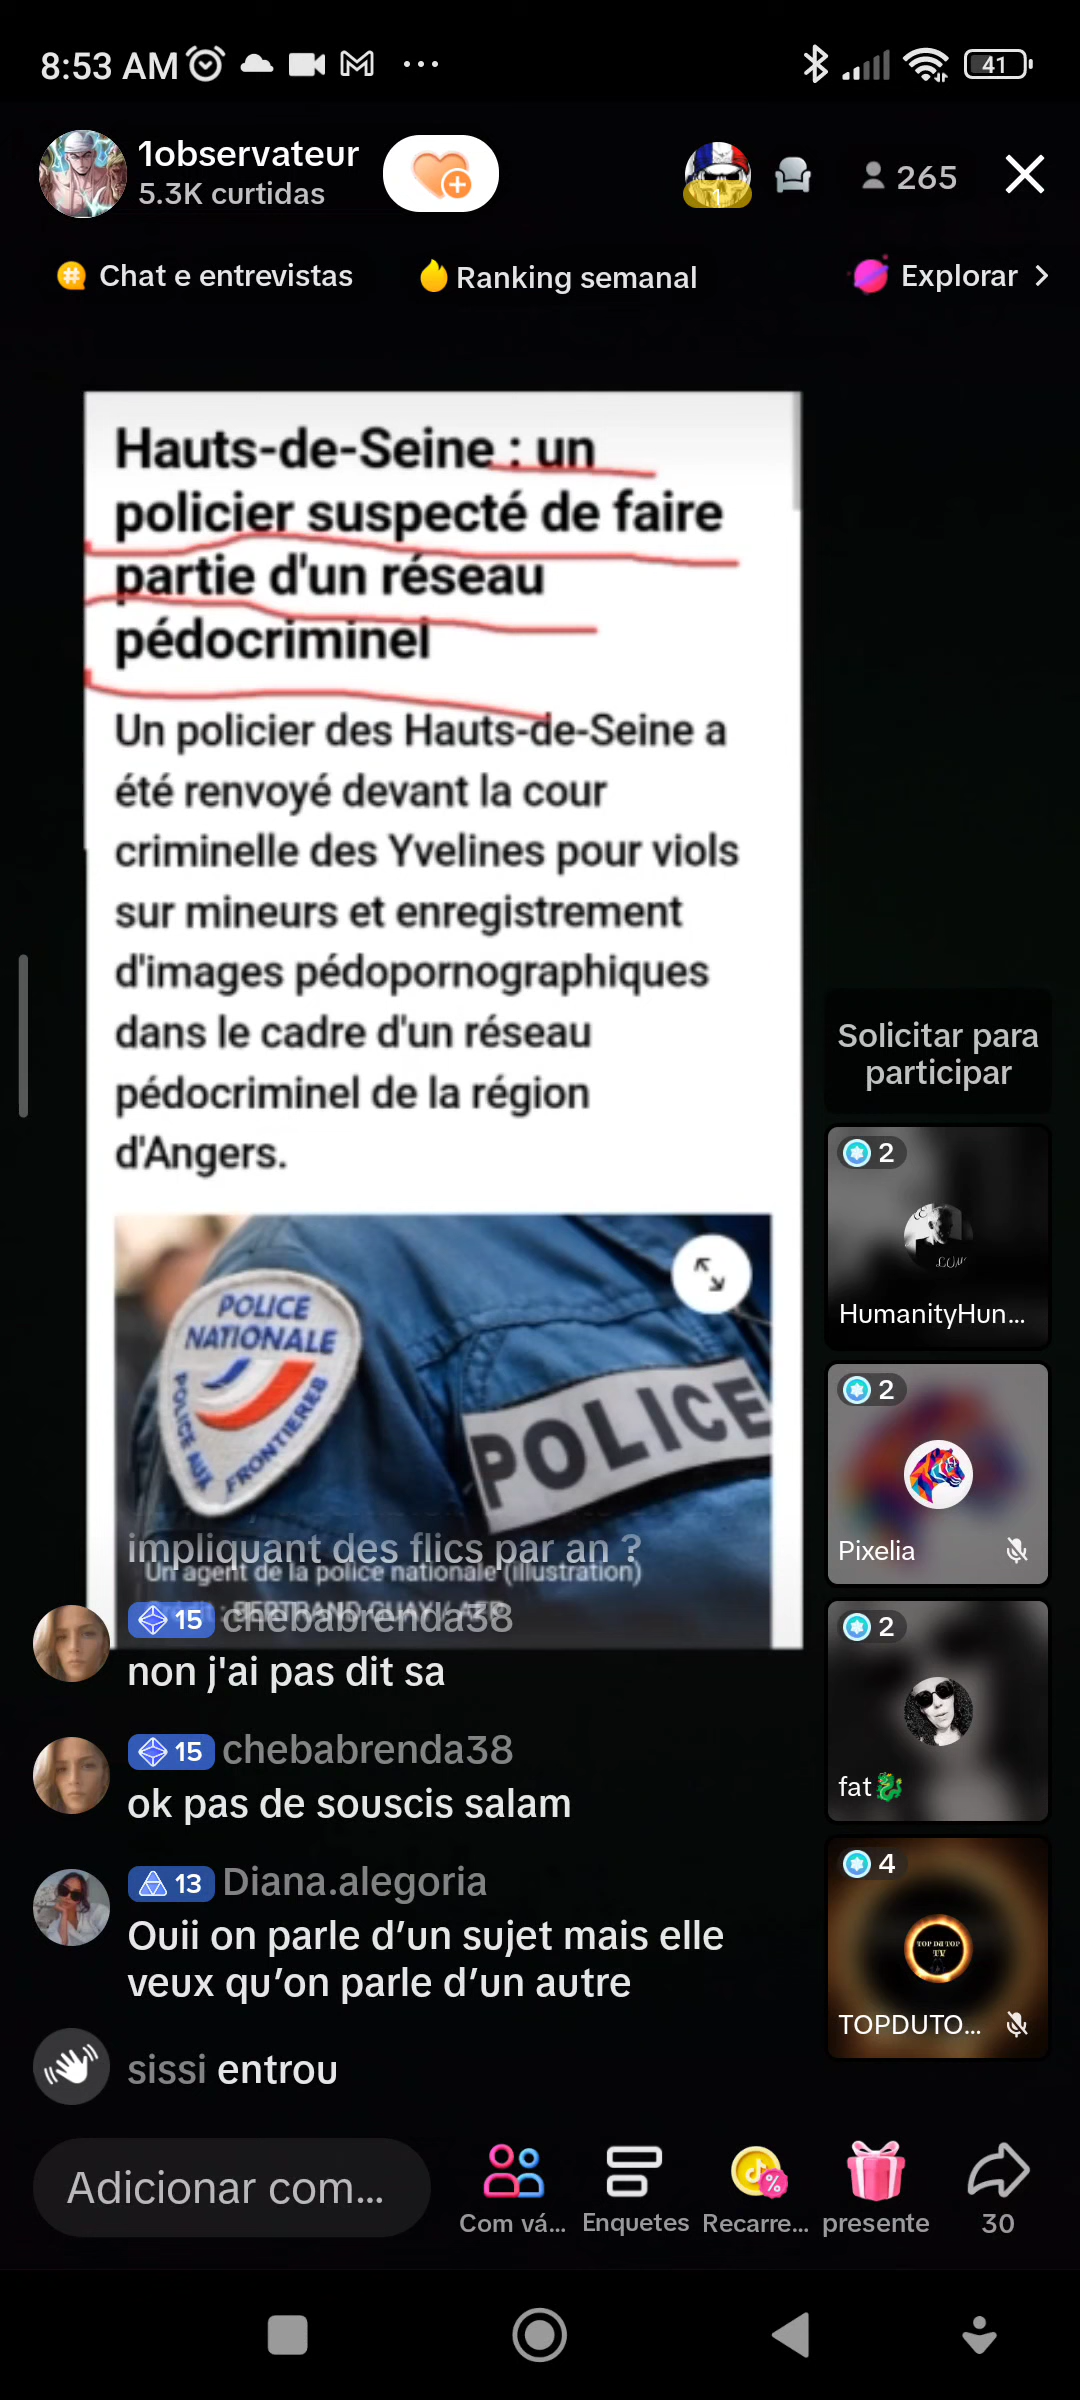 8:53 AM
41
1observateur
5.3K curtidas
1
265
Chat e entrevistas
Ranking semanal
Explorar
Hauts-de-Seine : un
policier suspecté de faire
partie d'un réseau
pédocriminel
Un policier des Hauts-de-Seine a
été renvoyé devant la cour
criminelle des Yvelines pour viols
sur mineurs et enregistrement
d'images pédopornographiques
dans le cadre d'un réseau
pédocriminel de la région
d'Angers.
POLICE
NATIONALE
POLICE AUX
FRONTIERES
POLICE
impliquant des flics par an ?
Un agent de la police nationale (illustration)
15 chebabrenda38
non j'ai pas dit sa
15 chebabrenda38
ok pas de souscis salam
13 Diana.alegoria
Ouii on parle d’un sujet mais elle
veux qu’on parle d’un autre
sissi entrou
Solicitar para
participar
2
HumanityHun...
2
Pixelia
2
fat🐉
4
TOP DU TOP
TV
TOPDUTO...
Adicionar com...
Com vá...
Enquetes
Recarre...
presente
30